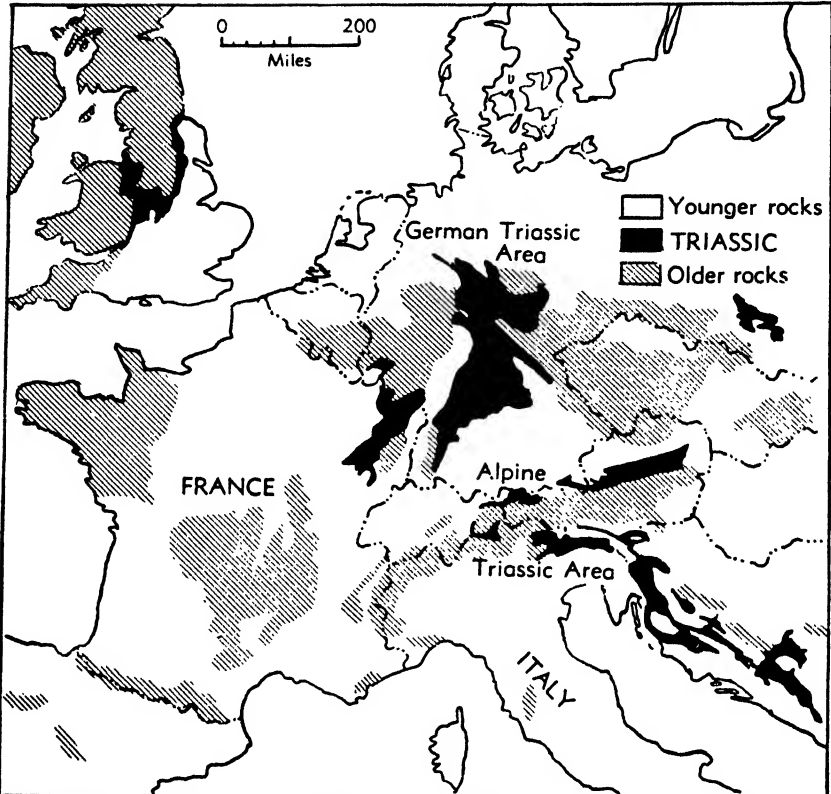 0 200
Miles
German Triassic
Area
Younger rocks
TRIASSIC
Older rocks
FRANCE
Alpine
Triassic Area
ITALY